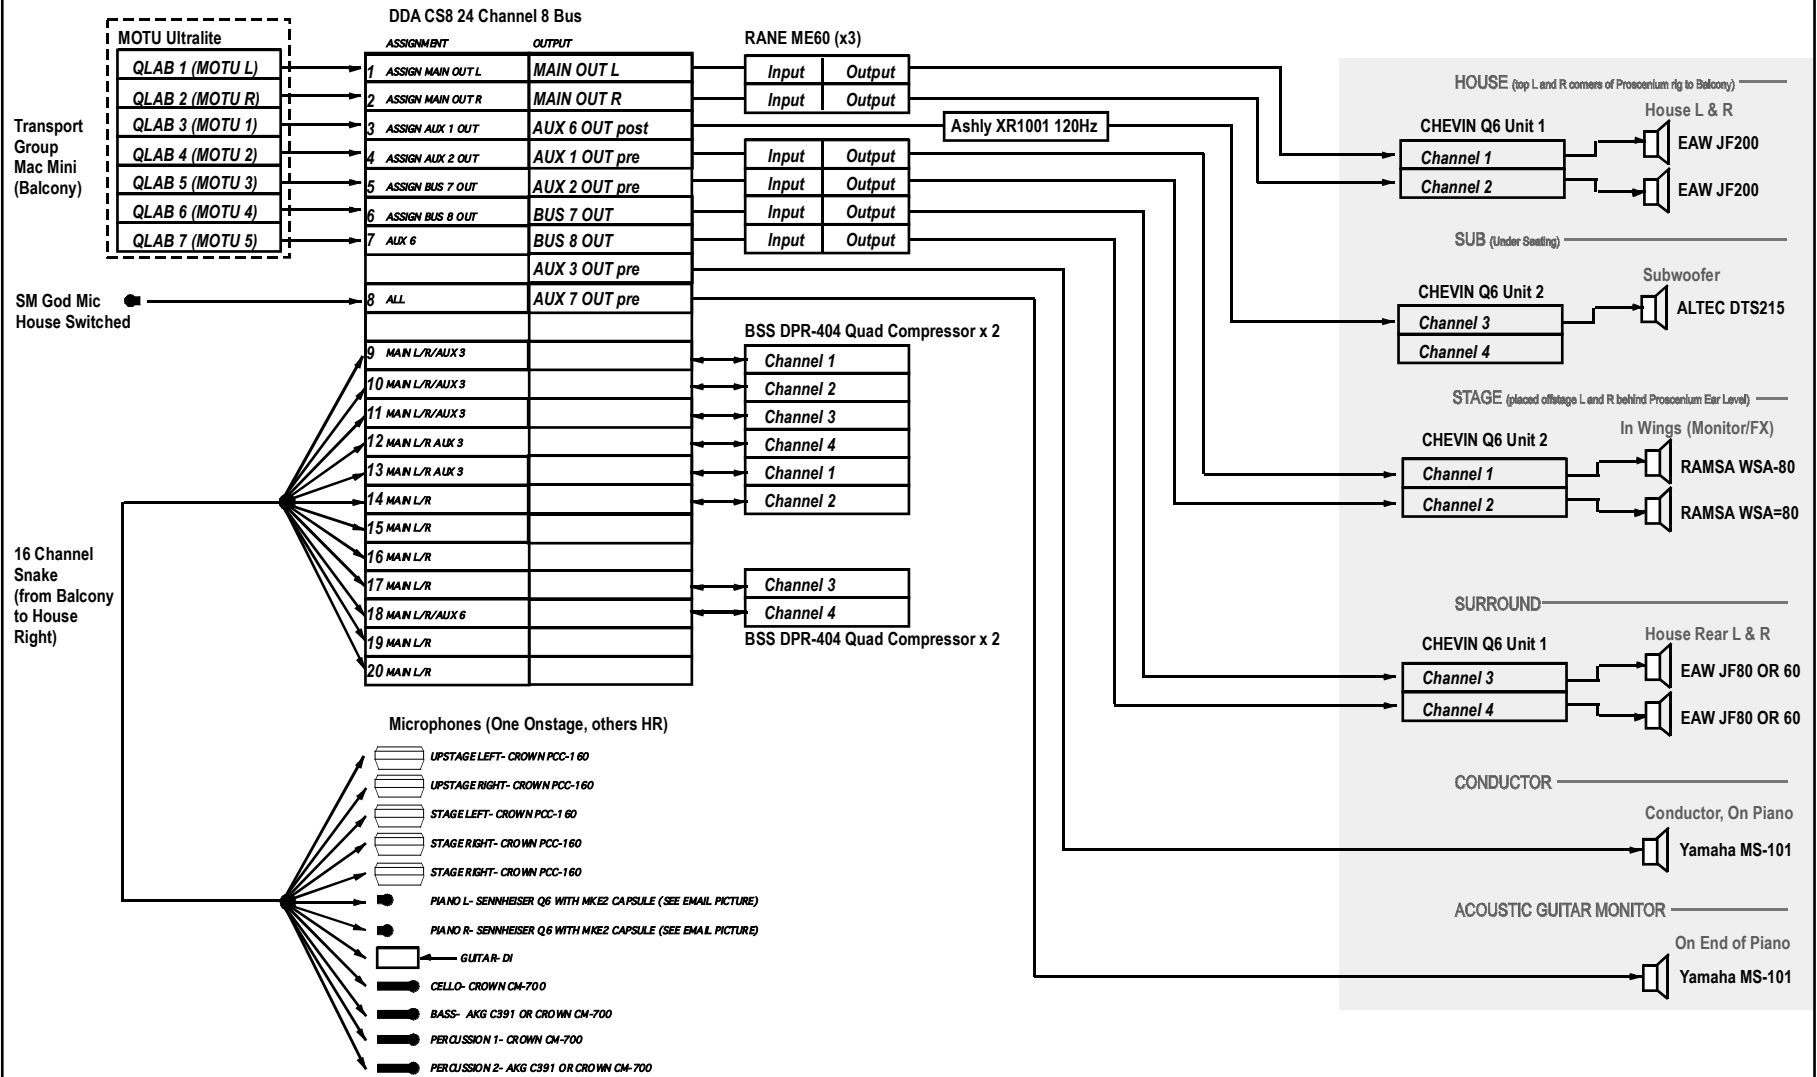 DDA CS8 24 Channel 8 Bus
MOTU Ultralite
ASSIGNMENT
OUTPUT
RANE ME60 (x3)
QLAB 1 (MOTU L)
QLAB 2 (MOTU R)
QLAB 3 (MOTU 1)
QLAB 4 (MOTU 2)
QLAB 5 (MOTU 3)
QLAB 6 (MOTU 4)
QLAB 7 (MOTU 5)
Transport
Group
Mac Mini
(Balcony)
SM God Mic
House Switched
16 Channel
Snake
(from Balcony
to House
Right)
1 ASSIGN MAIN OUT L
MAIN OUT L
2 ASSIGN MAIN OUT R
MAIN OUT R
3 ASSIGN AUX 1 OUT
AUX 6 OUT post
4 ASSIGN AUX 2 OUT
AUX 1 OUT pre
5 ASSIGN BUS 7 OUT
AUX 2 OUT pre
6 ASSIGN BUS 8 OUT
BUS 7 OUT
7 AUX 6
BUS 8 OUT
AUX 3 OUT pre
8 ALL
AUX 7 OUT pre
9 MAIN L/R/AUX 3
10 MAIN L/R/AUX 3
11 MAIN L/R/AUX 3
12 MAIN L/R AUX 3
13 MAIN L/R AUX 3
14 MAIN L/R
15 MAIN L/R
16 MAIN L/R
17 MAIN L/R
18 MAIN L/R/AUX 6
19 MAIN L/R
20 MAIN L/R
Input Output
Input Output
Ashly XR1001 120Hz
Input Output
Input Output
Input Output
Input Output
BSS DPR-404 Quad Compressor x 2
Channel 1
Channel 2
Channel 3
Channel 4
Channel 1
Channel 2
Channel 3
Channel 4
BSS DPR-404 Quad Compressor x 2
Microphones (One Onstage, others HR)
UPSTAGE LEFT- CROWN PCC-160
UPSTAGE RIGHT- CROWN PCC-160
STAGE LEFT- CROWN PCC-160
STAGE RIGHT- CROWN PCC-160
STAGE RIGHT- CROWN PCC-160
PIANO L- SENNHEISER Q6 WITH MKE2 CAPSULE (SEE EMAIL PICTURE)
PIANO R- SENNHEISER Q6 WITH MKE2 CAPSULE (SEE EMAIL PICTURE)
GUITAR- DI
CELLO- CROWN CM-700
BASS- AKG C391 OR CROWN CM-700
PERCUSSION 1- CROWN CM-700
PERCUSSION 2- AKG C391 OR CROWN CM-700
HOUSE (top L and R corners of Proscenium rig to Balcony)
House L & R
CHEVIN Q6 Unit 1
Channel 1
Channel 2
EAW JF200
EAW JF200
SUB (Under Seating)
Subwoofer
CHEVIN Q6 Unit 2
Channel 3
Channel 4
ALTEC DTS215
STAGE (placed offstage L and R behind Proscenium Ear Level)
In Wings (Monitor/FX)
CHEVIN Q6 Unit 2
Channel 1
Channel 2
RAMSA WSA-80
RAMSA WSA=80
SURROUND
House Rear L & R
CHEVIN Q6 Unit 1
Channel 3
Channel 4
EAW JF80 OR 60
EAW JF80 OR 60
CONDUCTOR
Conductor, On Piano
Yamaha MS-101
ACOUSTIC GUITAR MONITOR
On End of Piano
Yamaha MS-101